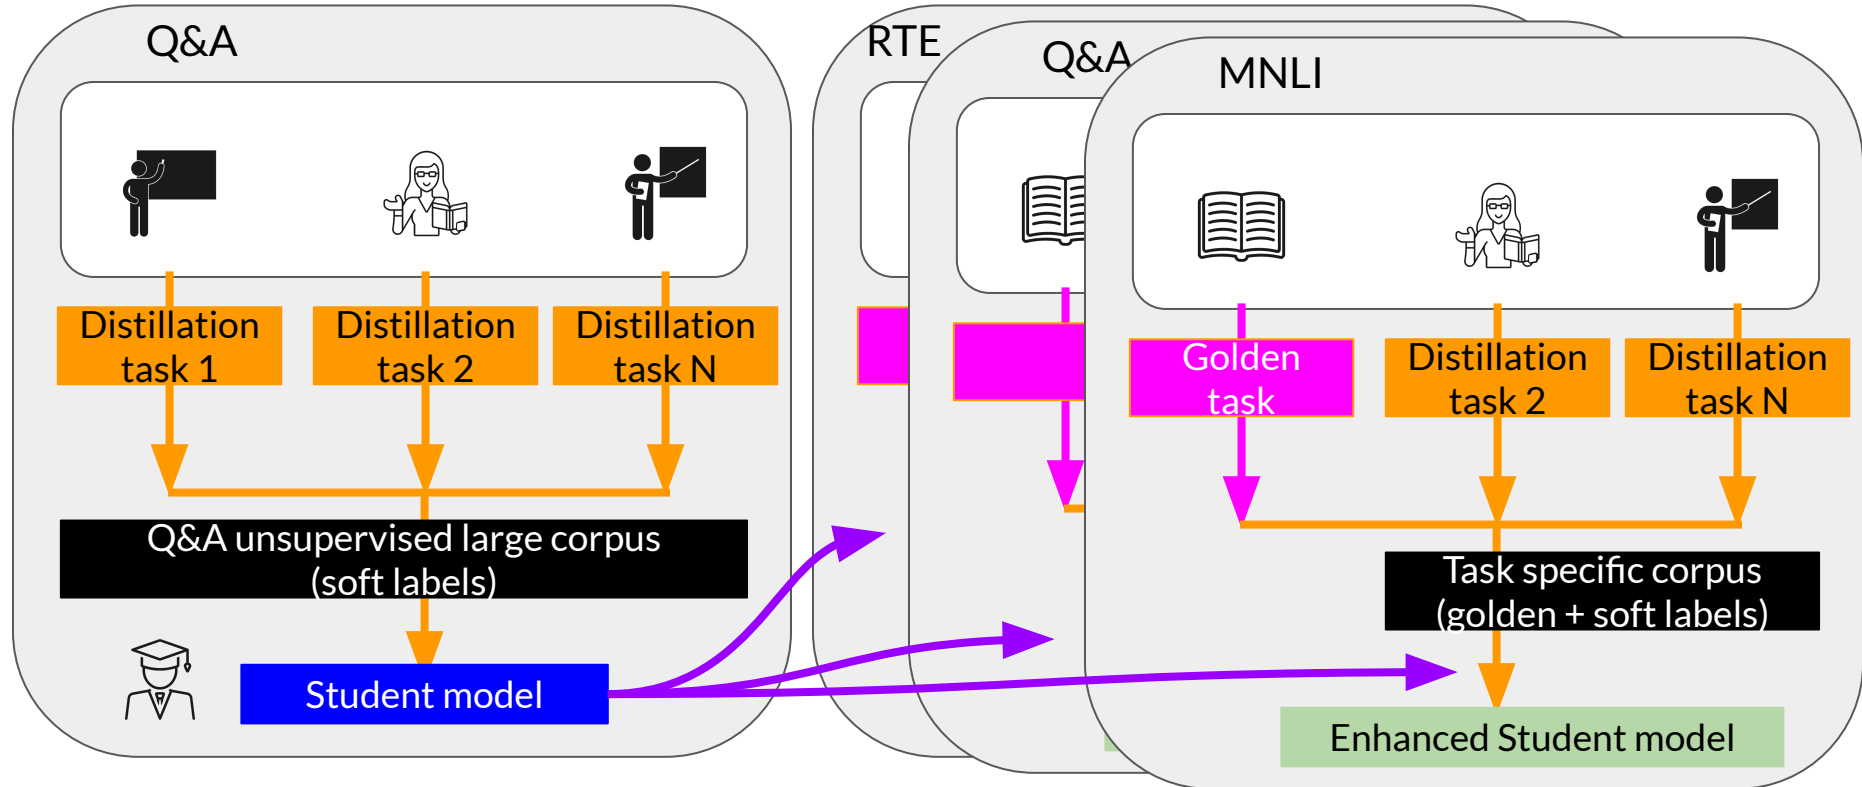 Q&A
Distillation
task 1
Distillation
task 2
Distillation
task N
Q&A unsupervised large corpus
(soft labels)
Student model
RTE
Q&A
MNLI
Golden
task
Distillation
task 2
Distillation
task N
Task specific corpus
(golden + soft labels)
Enhanced Student model